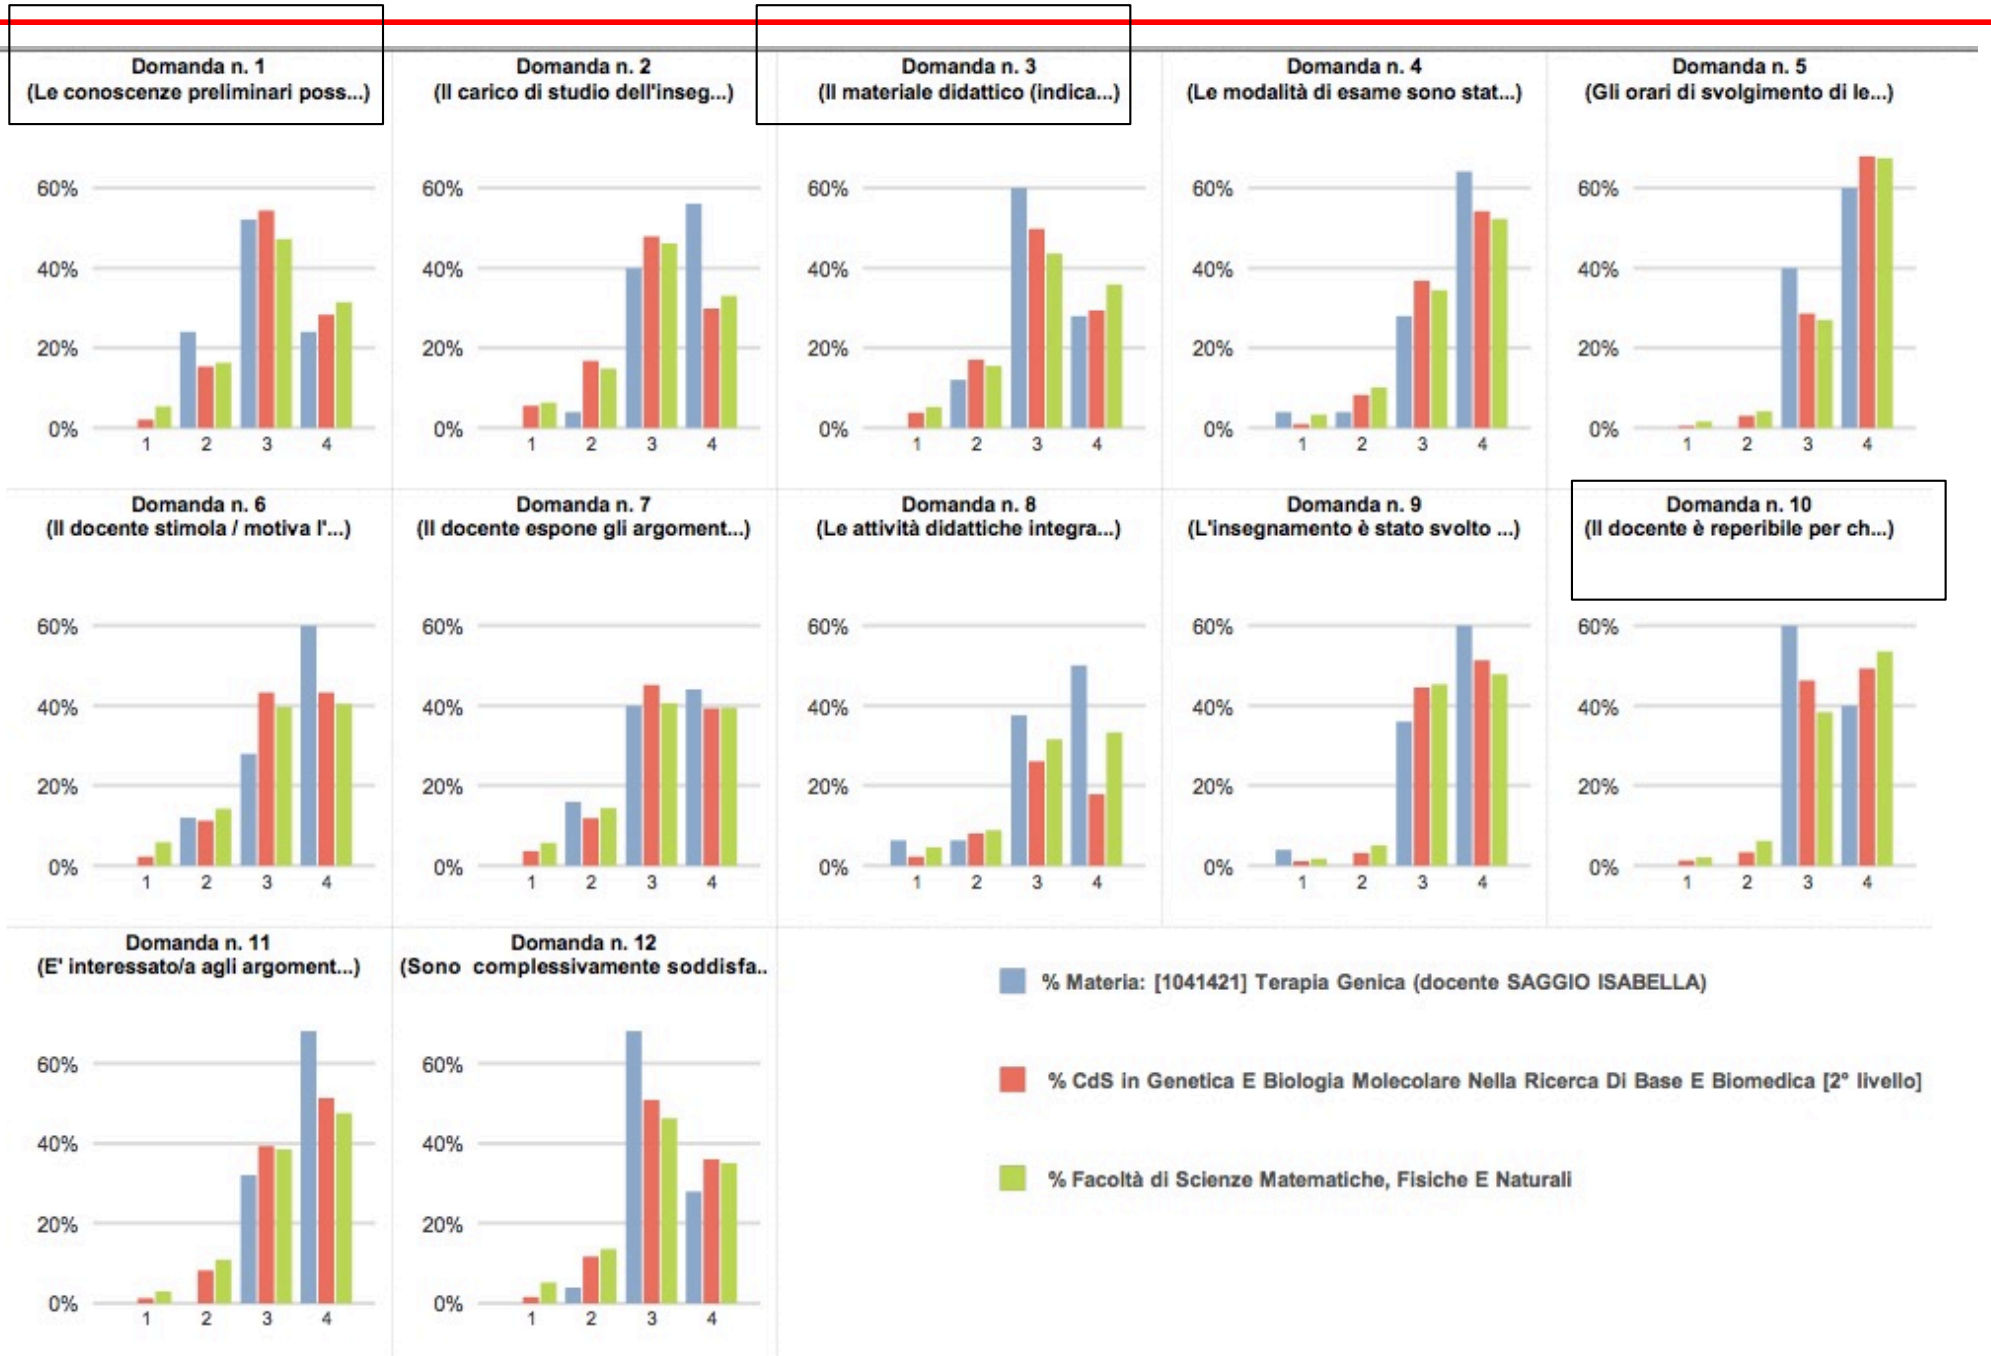 Domanda n. 1
(Le conoscenze preliminari poss...)
60%
40%
20%
0%
1 2 3 4
Domanda n. 2
(Il carico di studio dell'inseg...)
60%
40%
20%
0%
1 2 3 4
Domanda n. 3
(Il materiale didattico (indica...)
60%
40%
20%
0%
1 2 3 4
Domanda n. 4
(Le modalità di esame sono stat...)
60%
40%
20%
0%
1 2 3 4
Domanda n. 5
(Gli orari di svolgimento di le...)
60%
40%
20%
0%
1 2 3 4
Domanda n. 6
(Il docente stimola / motiva l'...)
60%
40%
20%
0%
1 2 3 4
Domanda n. 7
(Il docente espone gli argoment...)
60%
40%
20%
0%
1 2 3 4
Domanda n. 8
(Le attività didattiche integra...)
60%
40%
20%
0%
1 2 3 4
Domanda n. 9
(L'insegnamento è stato svolto ...)
60%
40%
20%
0%
1 2 3 4
Domanda n. 10
(Il docente è reperibile per ch...)
60%
40%
20%
0%
1 2 3 4
Domanda n. 11
(E' interessato/a agli argoment...)
60%
40%
20%
0%
1 2 3 4
Domanda n. 12
(Sono complessivamente soddisfa..
60%
40%
20%
0%
1 2 3 4
% Materia: [1041421] Terapia Genica (docente SAGGIO ISABELLA)
% CdS in Genetica E Biologia Molecolare Nella Ricerca Di Base E Biomedica [2° livello]
% Facoltà di Scienze Matematiche, Fisiche E Naturali